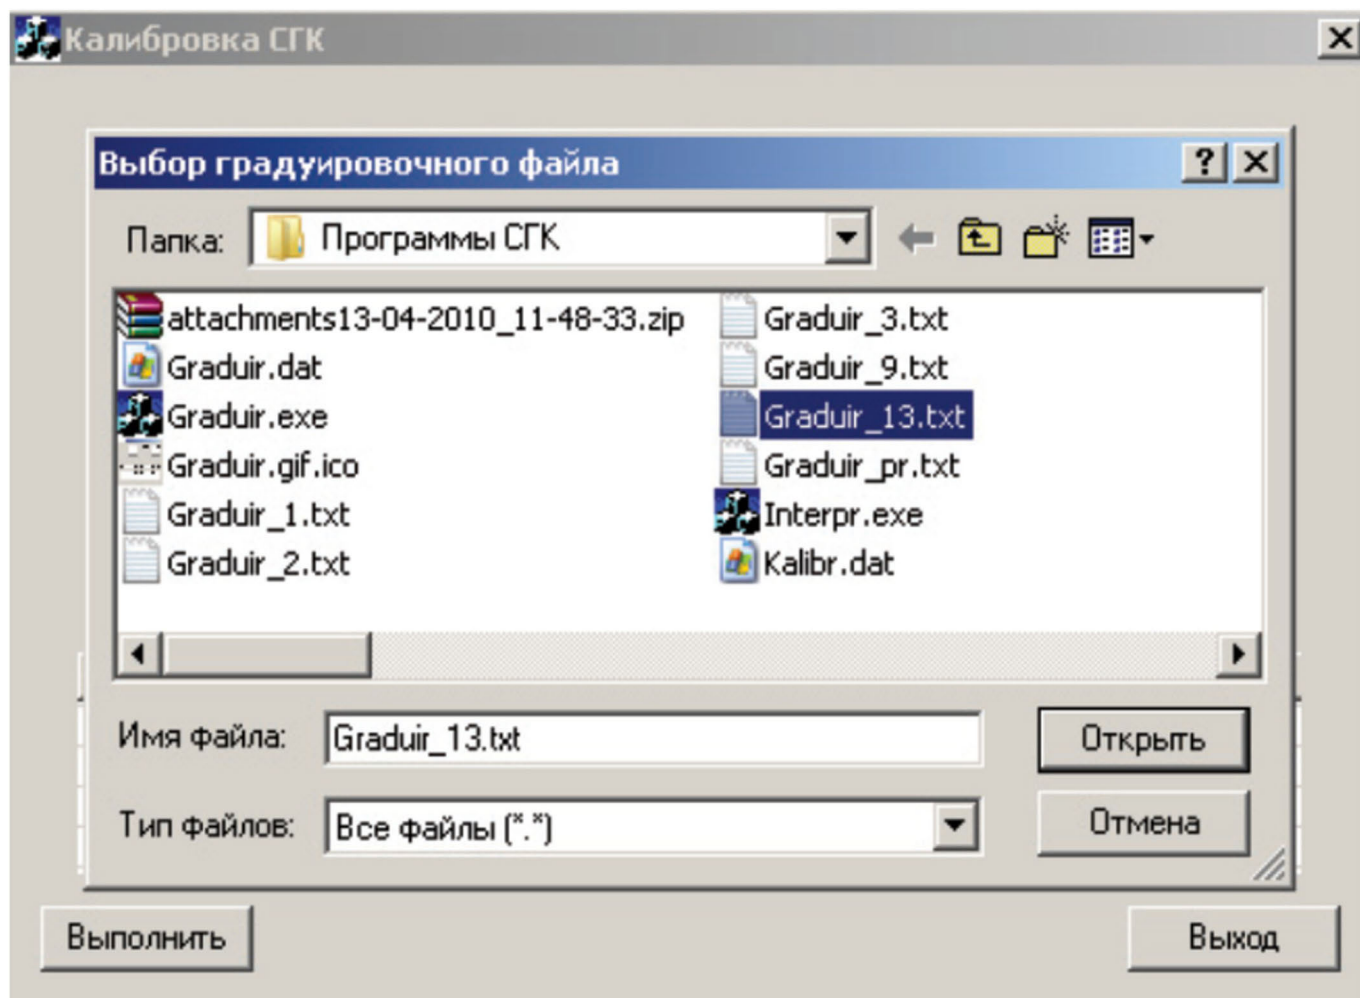 Калибровка СГК
Выбор градуировочного файла
Папка: Программы СГК
attachments13-04-2010_11-48-33.zip
Graduir.dat
Graduir.exe
Graduir.gif.ico
Graduir_1.txt
Graduir_2.txt
Graduir_3.txt
Graduir_9.txt
Graduir_13.txt
Graduir_pr.txt
Interpr.exe
Kalibr.dat
Имя файла: Graduir_13.txt
Открыть
Тип файлов: Все файлы (*.*)
Отмена
Выполнить
Выход